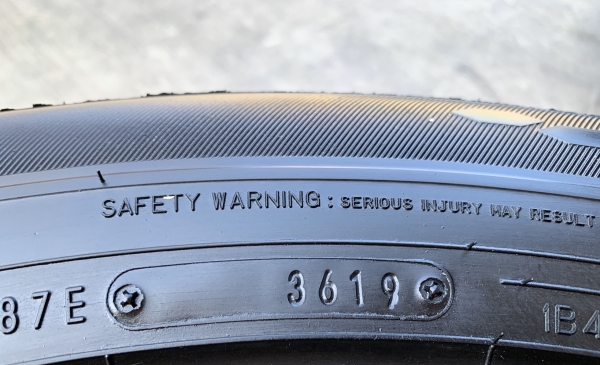 SAFETY WARNING : SERIOUS INJURY MAY RESULT
87E 3619 1B4